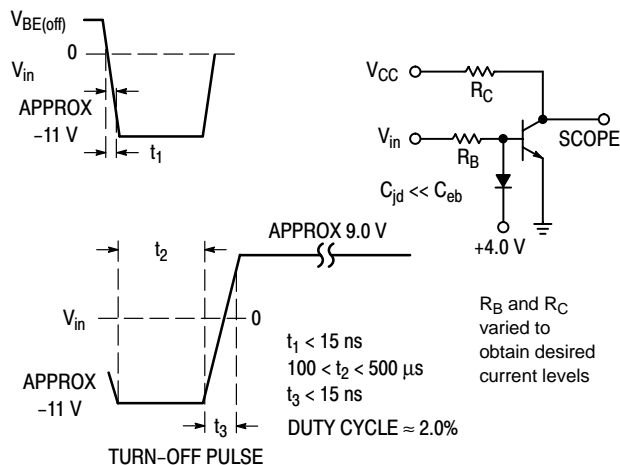 V_BE(off)
0
V_in
APPROX
−11 V
t_1
V_CC
R_C
V_in
R_B
SCOPE
C_jd << C_eb
+4.0 V
t_2
APPROX 9.0 V
V_in
0
APPROX
−11 V
t_3
t_1 < 15 ns
100 < t_2 < 500 μs
t_3 < 15 ns
DUTY CYCLE ≈ 2.0%
TURN−OFF PULSE
R_B and R_C
varied to
obtain desired
current levels